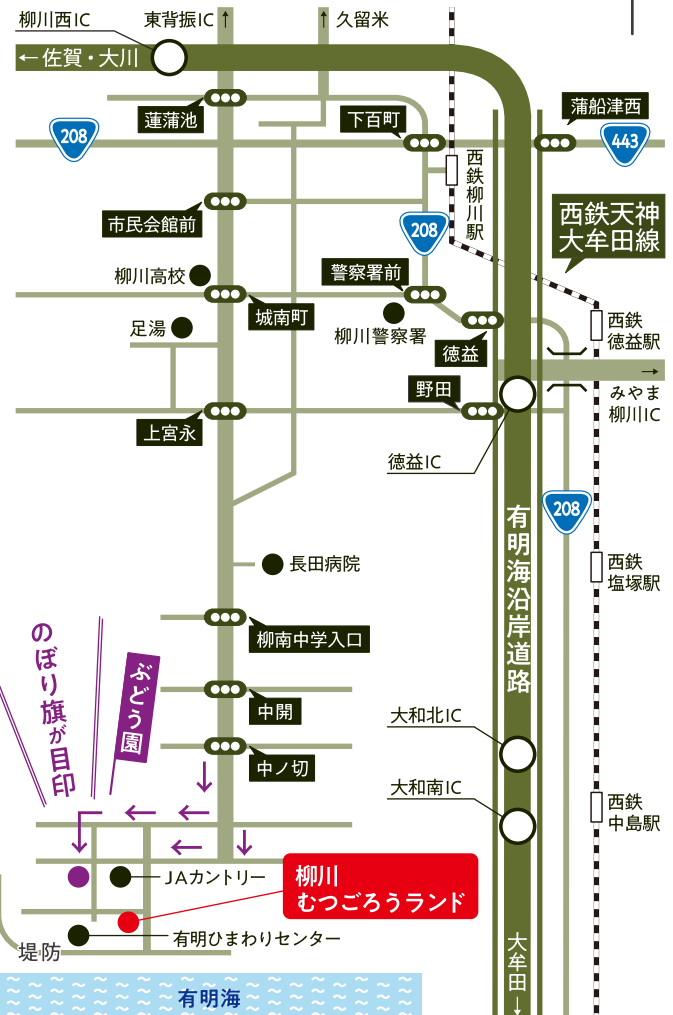 柳川西IC
東背振IC↑
↑久留米
←佐賀・大川
蓮蒲池
下百町
蒲船津西
208
443
西鉄柳川駅
208
市民会館前
西鉄天神
大牟田線
警察署前
柳川高校
城南町
足湯
柳川警察署
徳益
西鉄
徳益駅
→
みやま
柳川IC
野田
上宮永
徳益IC
208
有明海沿岸道路
長田病院
西鉄
塩塚駅
柳南中学入口
のぼり旗が目印
ぶどう園
中開
大和北IC
中ノ切
大和南IC
西鉄
中島駅
JAカントリー
柳川
むつごろうランド
有明ひまわりセンター
堤防
大牟田↓
有明海